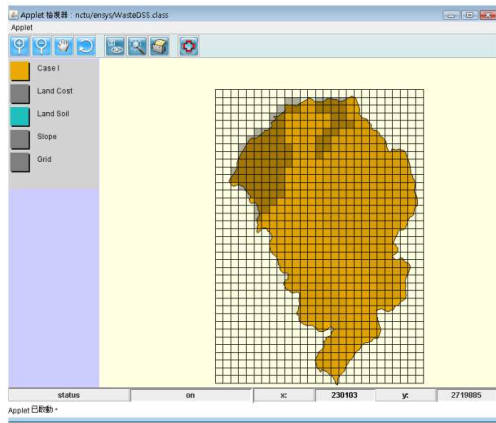 Applet 檢視器 : nctu/ensys/WasteDSS.class
Applet
Case I
Land Cost
Land Soil
Slope
Grid
status on x: 230103 y: 2719885
Applet 已啟動。